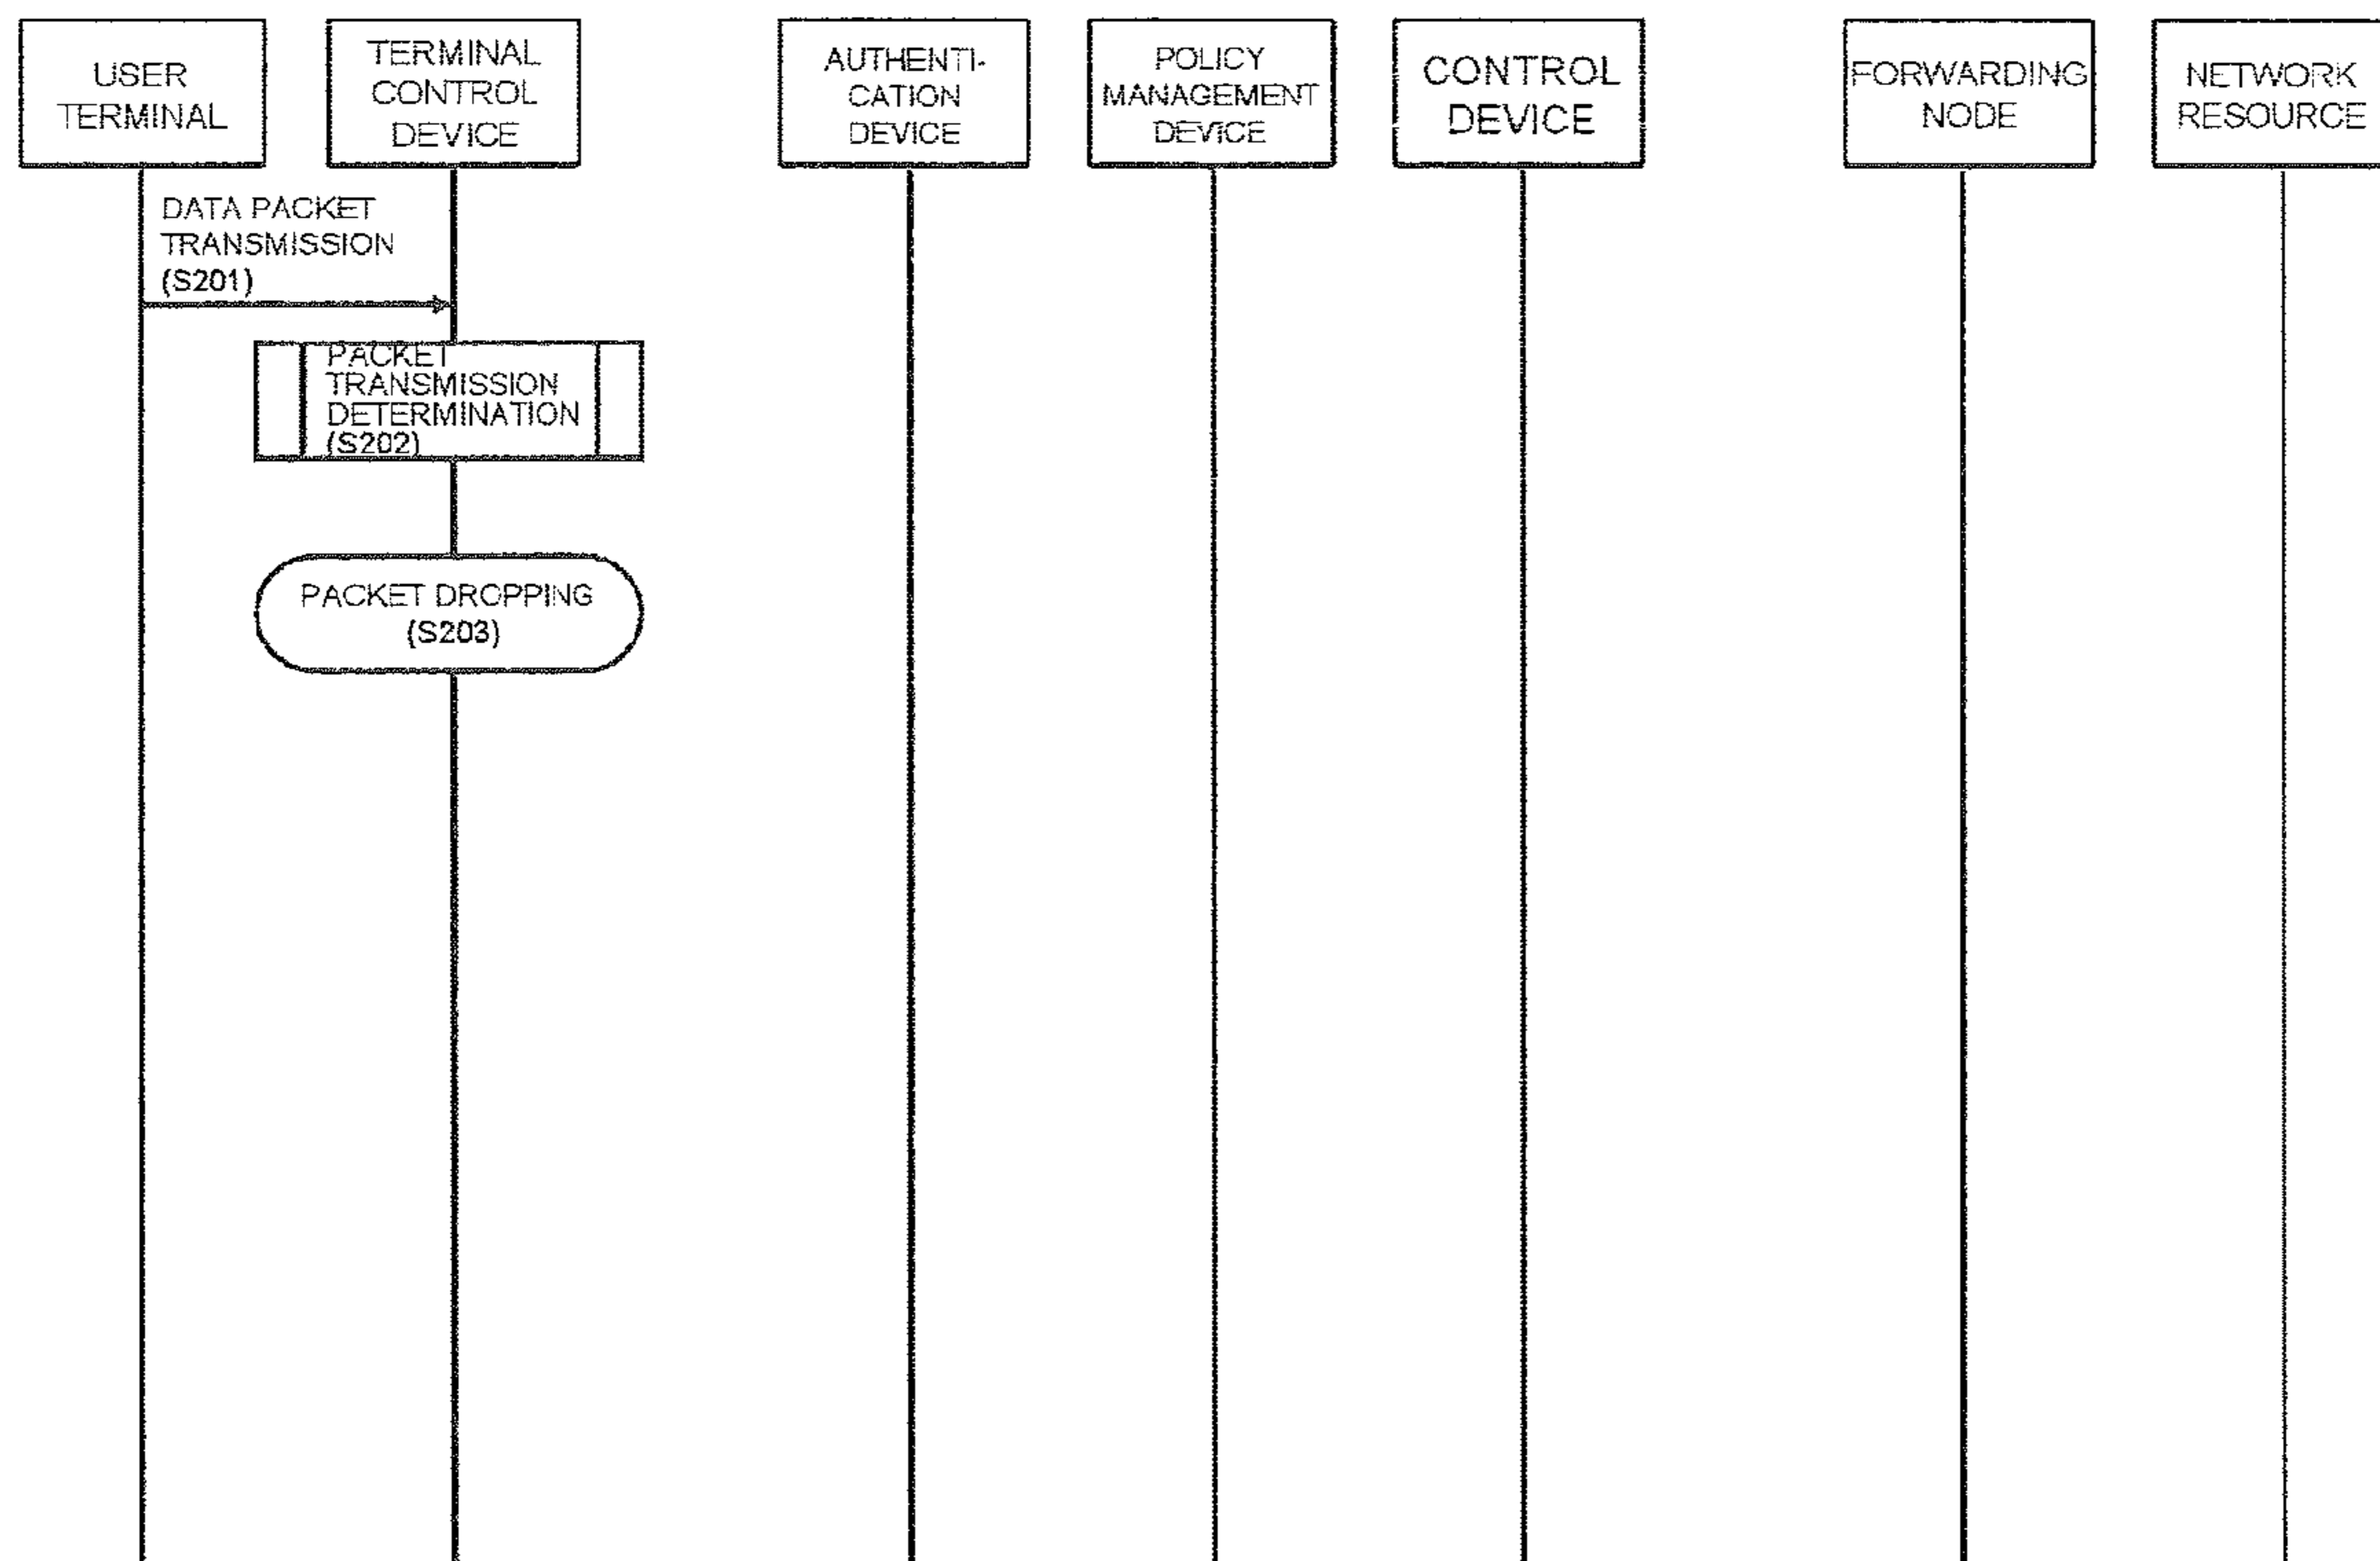 USER
TERMINAL
TERMINAL
CONTROL
DEVICE
AUTHENTI-
CATION
DEVICE
POLICY
MANAGEMENT
DEVICE
CONTROL
DEVICE
FORWARDING
NODE
NETWORK
RESOURCE
DATA PACKET
TRANSMISSION
(S201)
PACKET
TRANSMISSION
DETERMINATION
(S202)
PACKET DROPPING
(S203)